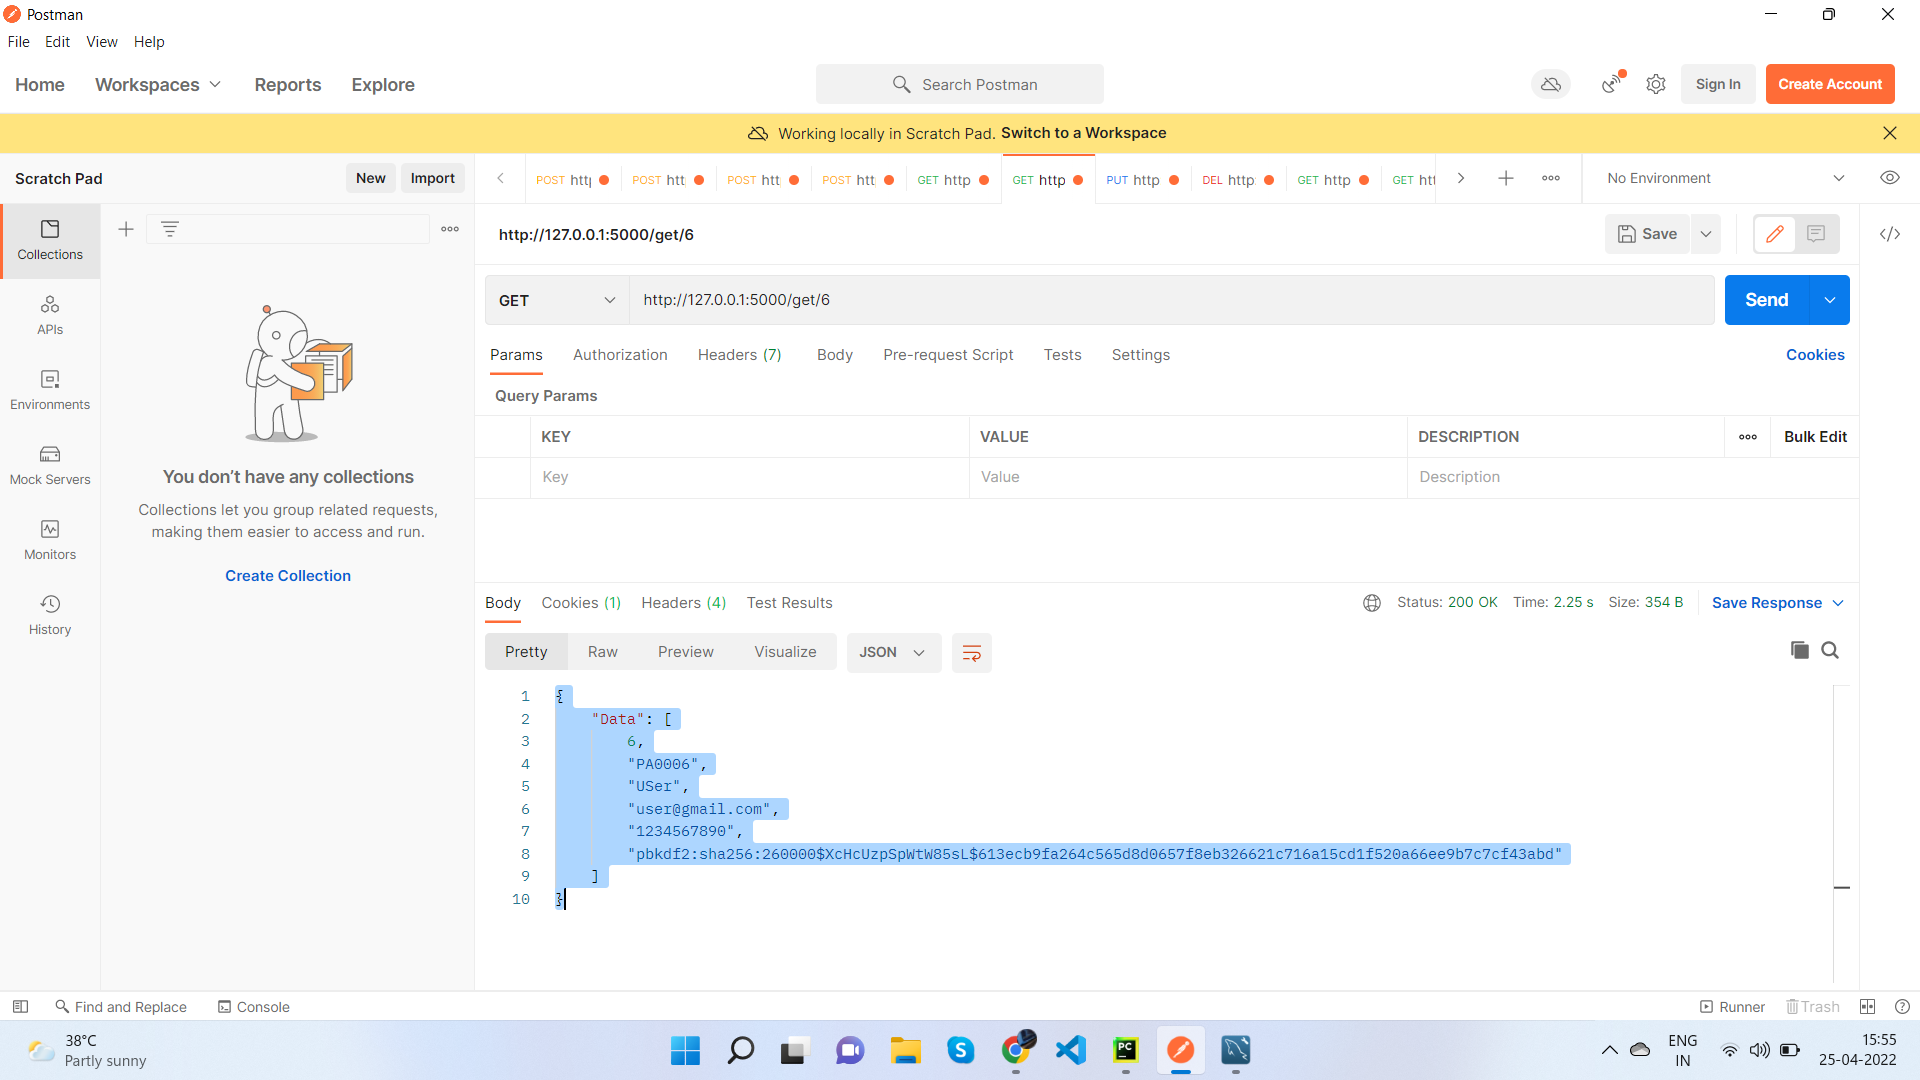 Postman
File Edit View Help
Home Workspaces Reports Explore
Search Postman
Sign In
Create Account
Working locally in Scratch Pad. Switch to a Workspace
Scratch Pad
New
Import
POST http
POST htt
POST htt
POST htt
GET http
GET http
PUT http
DEL http
GET http
GET htt
No Environment
Collections
APIs
Environments
Mock Servers
Monitors
History
You don't have any collections
Collections let you group related requests,
making them easier to access and run.
Create Collection
http://127.0.0.1:5000/get/6
Save
GET
http://127.0.0.1:5000/get/6
Send
Params Authorization Headers (7) Body Pre-request Script Tests Settings
Cookies
Query Params
KEY VALUE DESCRIPTION
Bulk Edit
Key Value Description
Body Cookies (1) Headers (4) Test Results
Status: 200 OK Time: 2.25 s Size: 354 B
Save Response
Pretty Raw Preview Visualize
JSON
1 {
2 "Data": [
3 6,
4 "PA0006",
5 "USer",
6 "user@gmail.com",
7 "1234567890",
8 "pbkdf2:sha256:260000$XcHcUzpSpWtW85sL$613ecb9fa264c565d8d0657f8eb326621c716a15cd1f520a66ee9b7c7cf43abd"
9 ]
10 }
Find and Replace
Console
Runner
Trash
38°C
Partly sunny
ENG
IN
15:55
25-04-2022